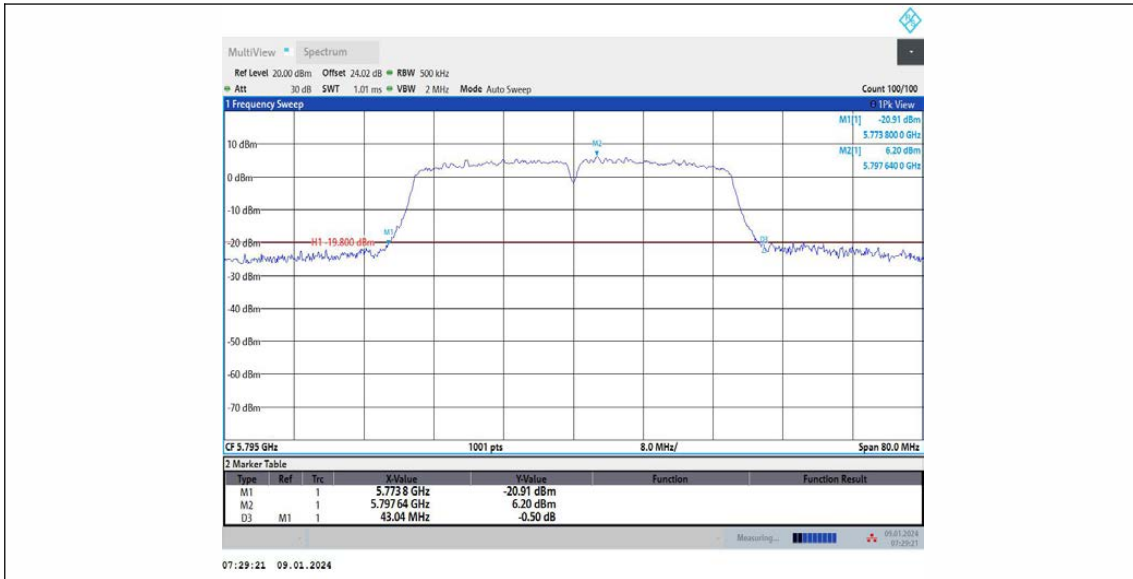 MultiView Spectrum
Ref Level 20.00 dBm Offset 24.02 dB RBW 500 kHz
Att 30 dB SWT 1.01 ms VBW 2 MHz Mode Auto Sweep Count 100/100
1 Frequency Sweep 1Pk View
M1[1] -20.91 dBm
5.773 800 0 GHz
M2[1] 6.20 dBm
5.797 640 0 GHz
10 dBm
M2
0 dBm
-10 dBm
M1
-20 dBm H1 -19.800 dBm D3
-30 dBm
-40 dBm
-50 dBm
-60 dBm
-70 dBm
CF 5.795 GHz 1001 pts 8.0 MHz/ Span 80.0 MHz
2 Marker Table
Type Ref Trc X-Value Y-Value Function Function Result
M1 1 5.773 8 GHz -20.91 dBm
M2 1 5.797 64 GHz 6.20 dBm
D3 M1 1 43.04 MHz -0.50 dB
Measuring... 09.01.2024
07:29:21
07:29:21 09.01.2024